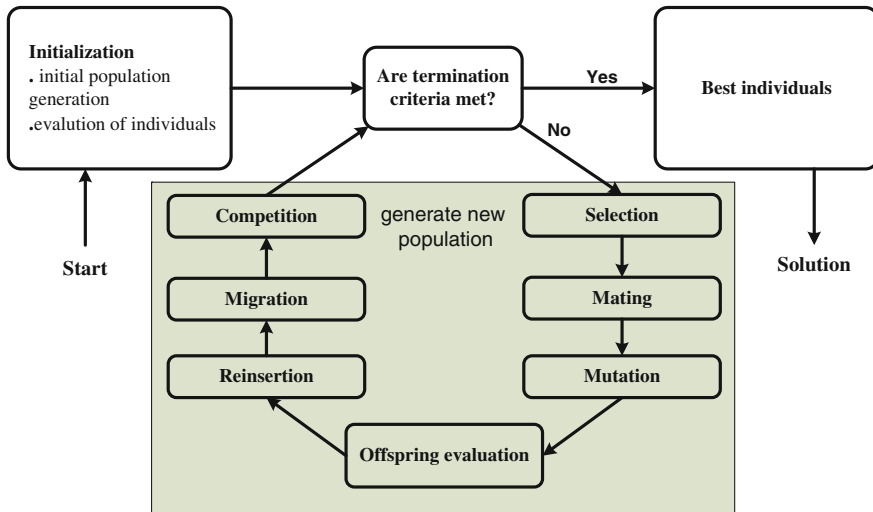 Initialization
. initial population
generation
.evalution of individuals
Are termination
criteria met?
Yes
Best individuals
No
Start
Solution
generate new
population
Competition
Selection
Migration
Mating
Reinsertion
Mutation
Offspring evaluation